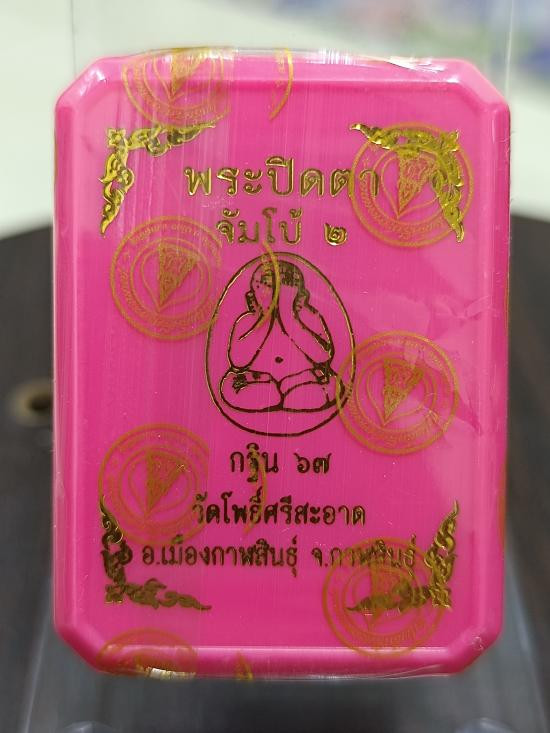 พระปิดตา
จัมโบ้ ๒
กฐิน ๖๗
วัดโพธิ์ศรีสะอาด
อ.เมืองกาฬสินธุ์ จ.กาฬสินธุ์